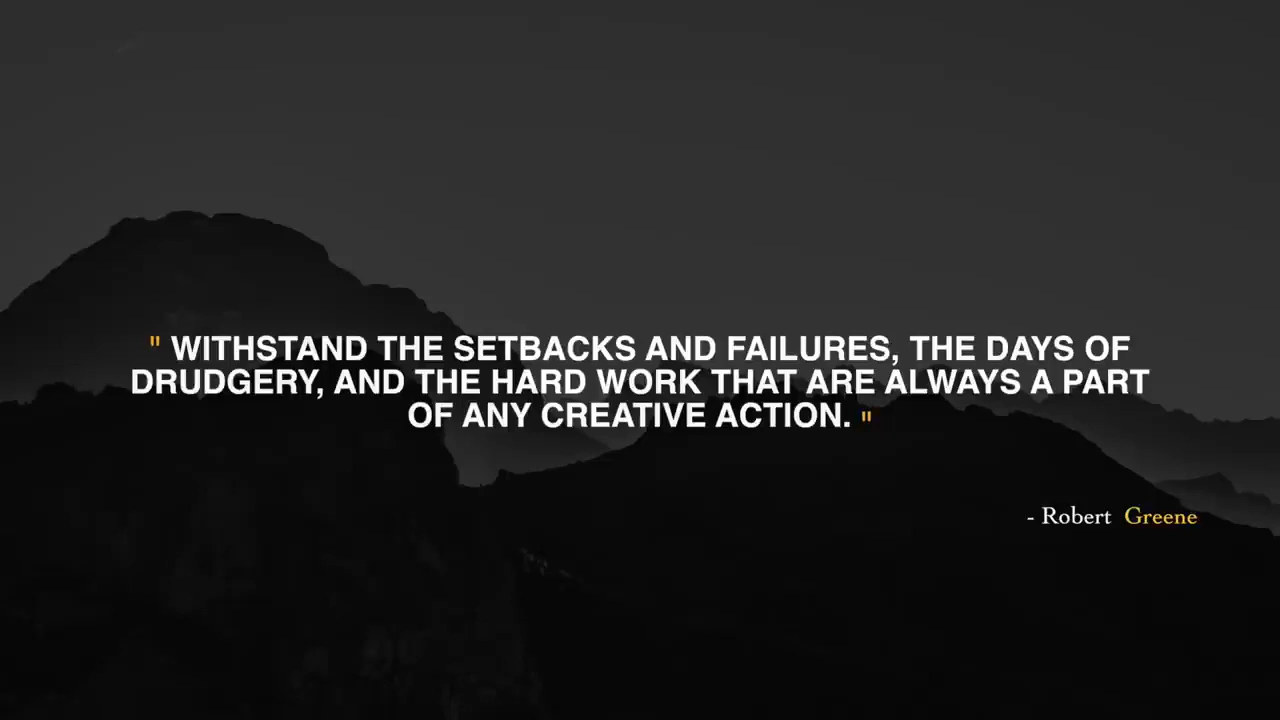 " WITHSTAND THE SETBACKS AND FAILURES, THE DAYS OF
DRUDGERY, AND THE HARD WORK THAT ARE ALWAYS A PART
OF ANY CREATIVE ACTION. "
- Robert Greene